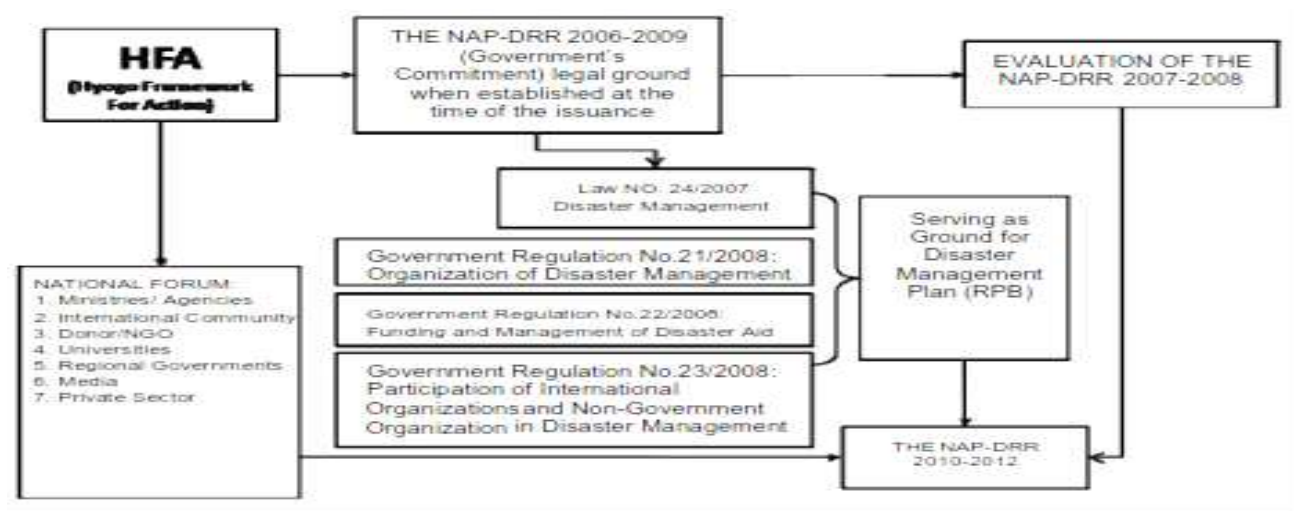 HFA
(Hyogo Framework
For Action)
THE NAP-DRR 2006-2009
(Government's
Commitment) legal ground
when established at the
time of the issuance
EVALUATION OF THE
NAP-DRR 2007-2008
Law NO. 24/2007
Disaster Management
Government Regulation No.21/2008:
Organization of Disaster Management
Government Regulation No.22/2008:
Funding and Management of Disaster Aid
Government Regulation No.23/2008:
Participation of International
Organizations and Non-Government
Organization in Disaster Management
Serving as
Ground for
Disaster
Management
Plan (RPB)
NATIONAL FORUM
1. Ministries/ Agencies
2. International Community
3. Donor/NGO
4. Universities
5. Regional Governments
6. Media
7. Private Sector
THE NAP-DRR
2010-2012